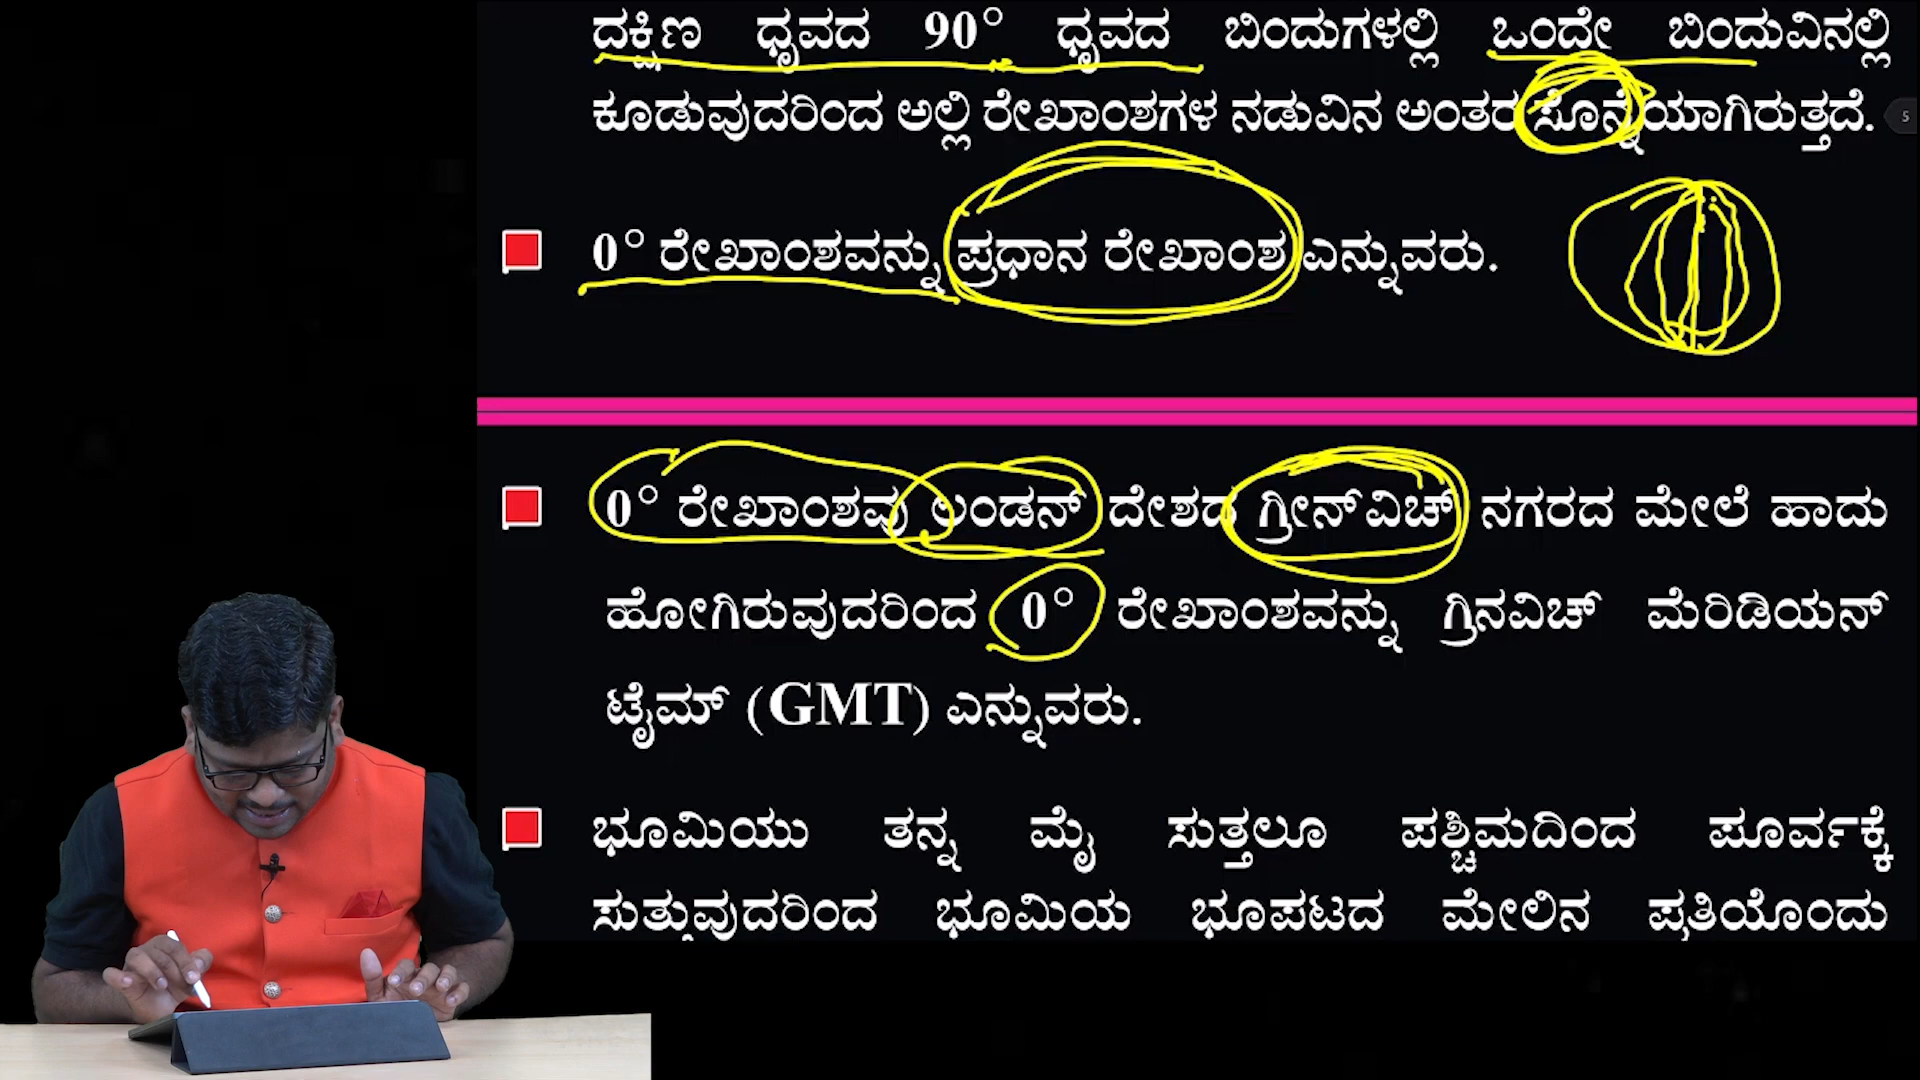 ದಕ್ಷಿಣ ಧೃವದ 90° ಧೃವದ ಬಿಂದುಗಳಲ್ಲಿ ಒಂದೇ ಬಿಂದುವಿನಲ್ಲಿ
ಕೂಡುವುದರಿಂದ ಅಲ್ಲಿ ರೇಖಾಂಶಗಳ ನಡುವಿನ ಅಂತರ ಸೊನ್ನೆಯಾಗಿರುತ್ತದೆ.
5
0° ರೇಖಾಂಶವನ್ನು ಪ್ರಧಾನ ರೇಖಾಂಶ ಎನ್ನುವರು.
0° ರೇಖಾಂಶವು ಲಂಡನ್ ದೇಶದ ಗ್ರೀನ್‌ವಿಚ್ ನಗರದ ಮೇಲೆ ಹಾದು
ಹೋಗಿರುವುದರಿಂದ 0° ರೇಖಾಂಶವನ್ನು ಗ್ರಿನವಿಚ್ ಮೆರಿಡಿಯನ್
ಟೈಮ್ (GMT) ಎನ್ನುವರು.
ಭೂಮಿಯು ತನ್ನ ಮೈ ಸುತ್ತಲೂ ಪಶ್ಚಿಮದಿಂದ ಪೂರ್ವಕ್ಕೆ
ಸುತ್ತುವುದರಿಂದ ಭೂಮಿಯ ಭೂಪಟದ ಮೇಲಿನ ಪ್ರತಿಯೊಂದು